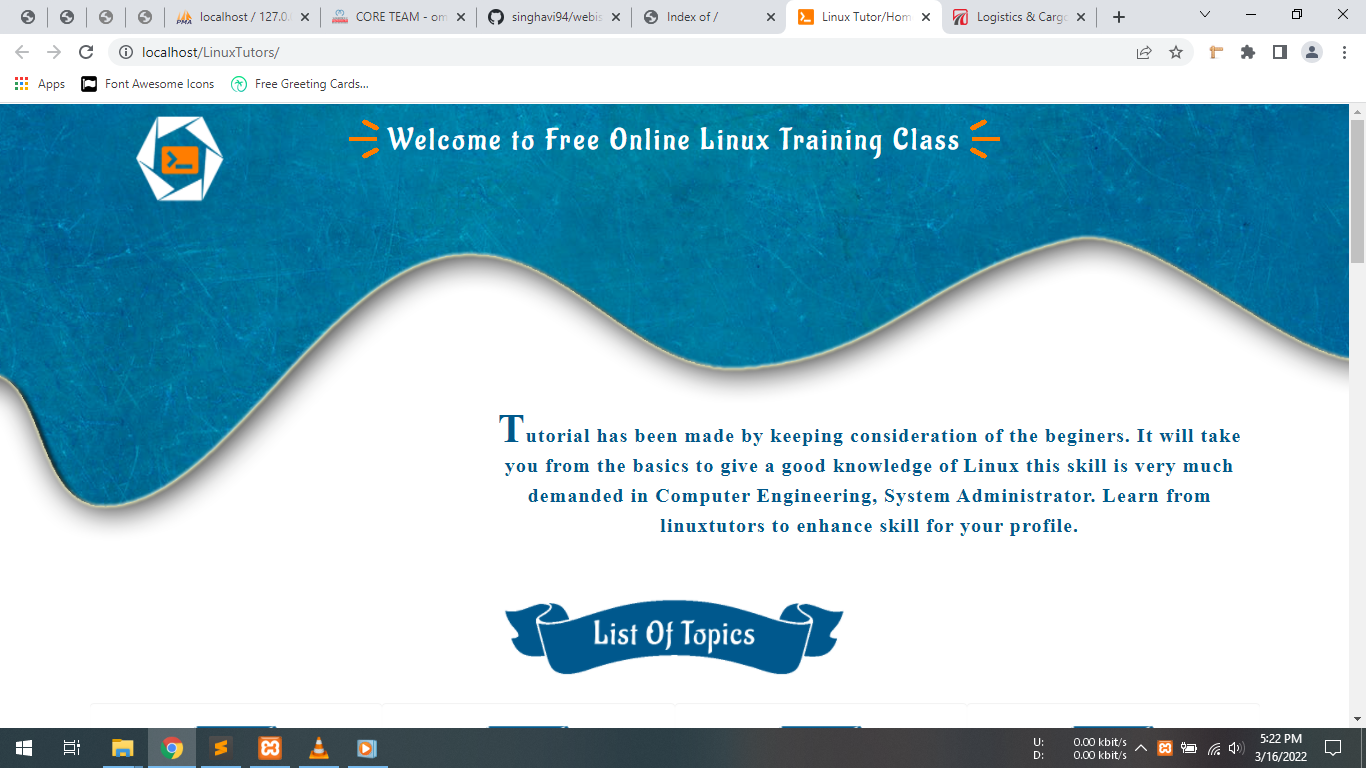 localhost / 127.0.
CORE TEAM - om
singhavi94/webis
Index of /
Linux Tutor/Hom
Logistics & Cargo
localhost/LinuxTutors/
Apps
Font Awesome Icons
Free Greeting Cards...
Welcome to Free Online Linux Training Class
Tutorial has been made by keeping consideration of the beginers. It will take
you from the basics to give a good knowledge of Linux this skill is very much
demanded in Computer Engineering, System Administrator. Learn from
linuxtutors to enhance skill for your profile.
List Of Topics
U: 0.00 kbit/s
D: 0.00 kbit/s
5:22 PM
3/16/2022